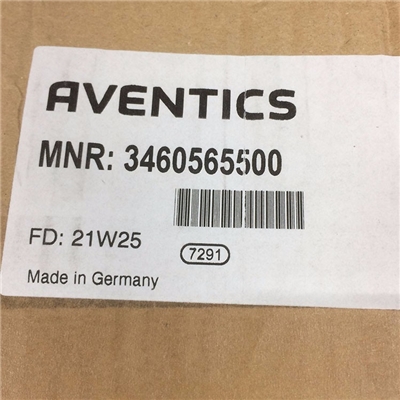 AVENTICS
MNR: 3460565500
FD: 21W25
7291
Made in Germany